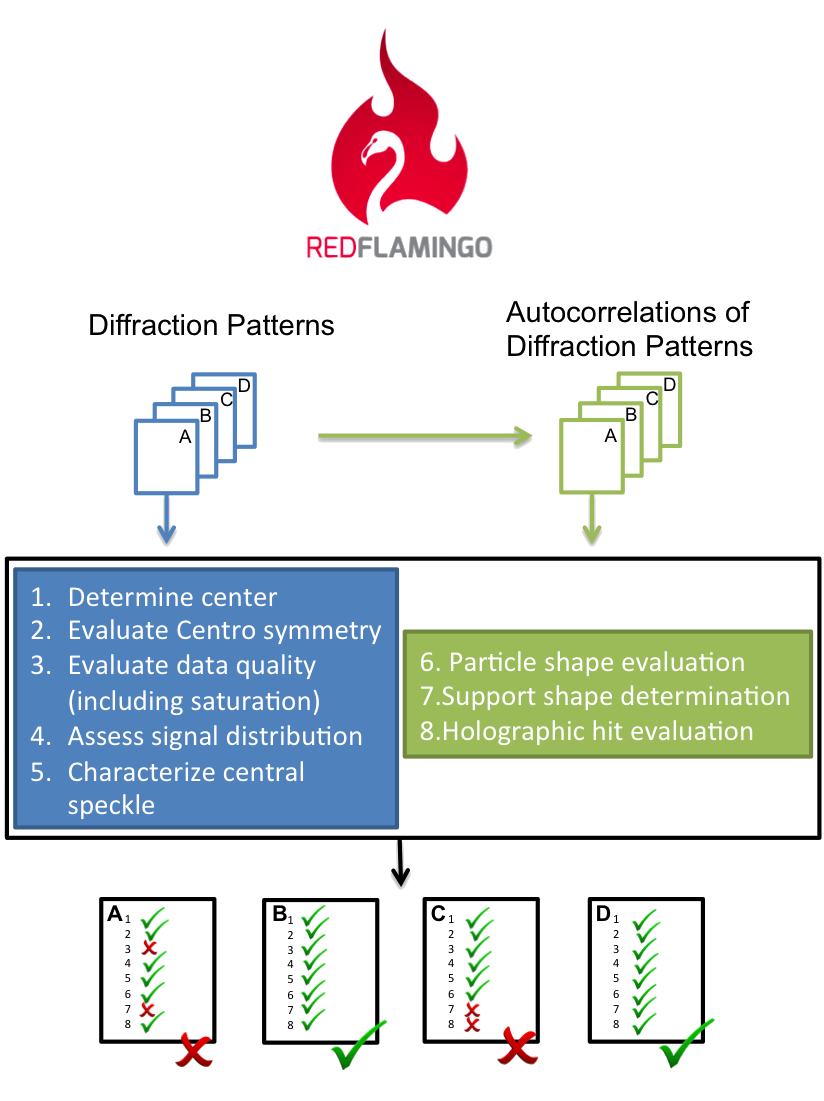 REDFLAMINGO
Diffraction Patterns
Autocorrelations of
Diffraction Patterns
D
C
B
A
D
C
B
A
1. Determine center
2. Evaluate Centro symmetry
3. Evaluate data quality
(including saturation)
4. Assess signal distribution
5. Characterize central
speckle
6. Particle shape evaluation
7.Support shape determination
8.Holographic hit evaluation
A
1
2
3
4
5
6
7
8
B
1
2
3
4
5
6
7
8
C
1
2
3
4
5
6
7
8
D
1
2
3
4
5
6
7
8